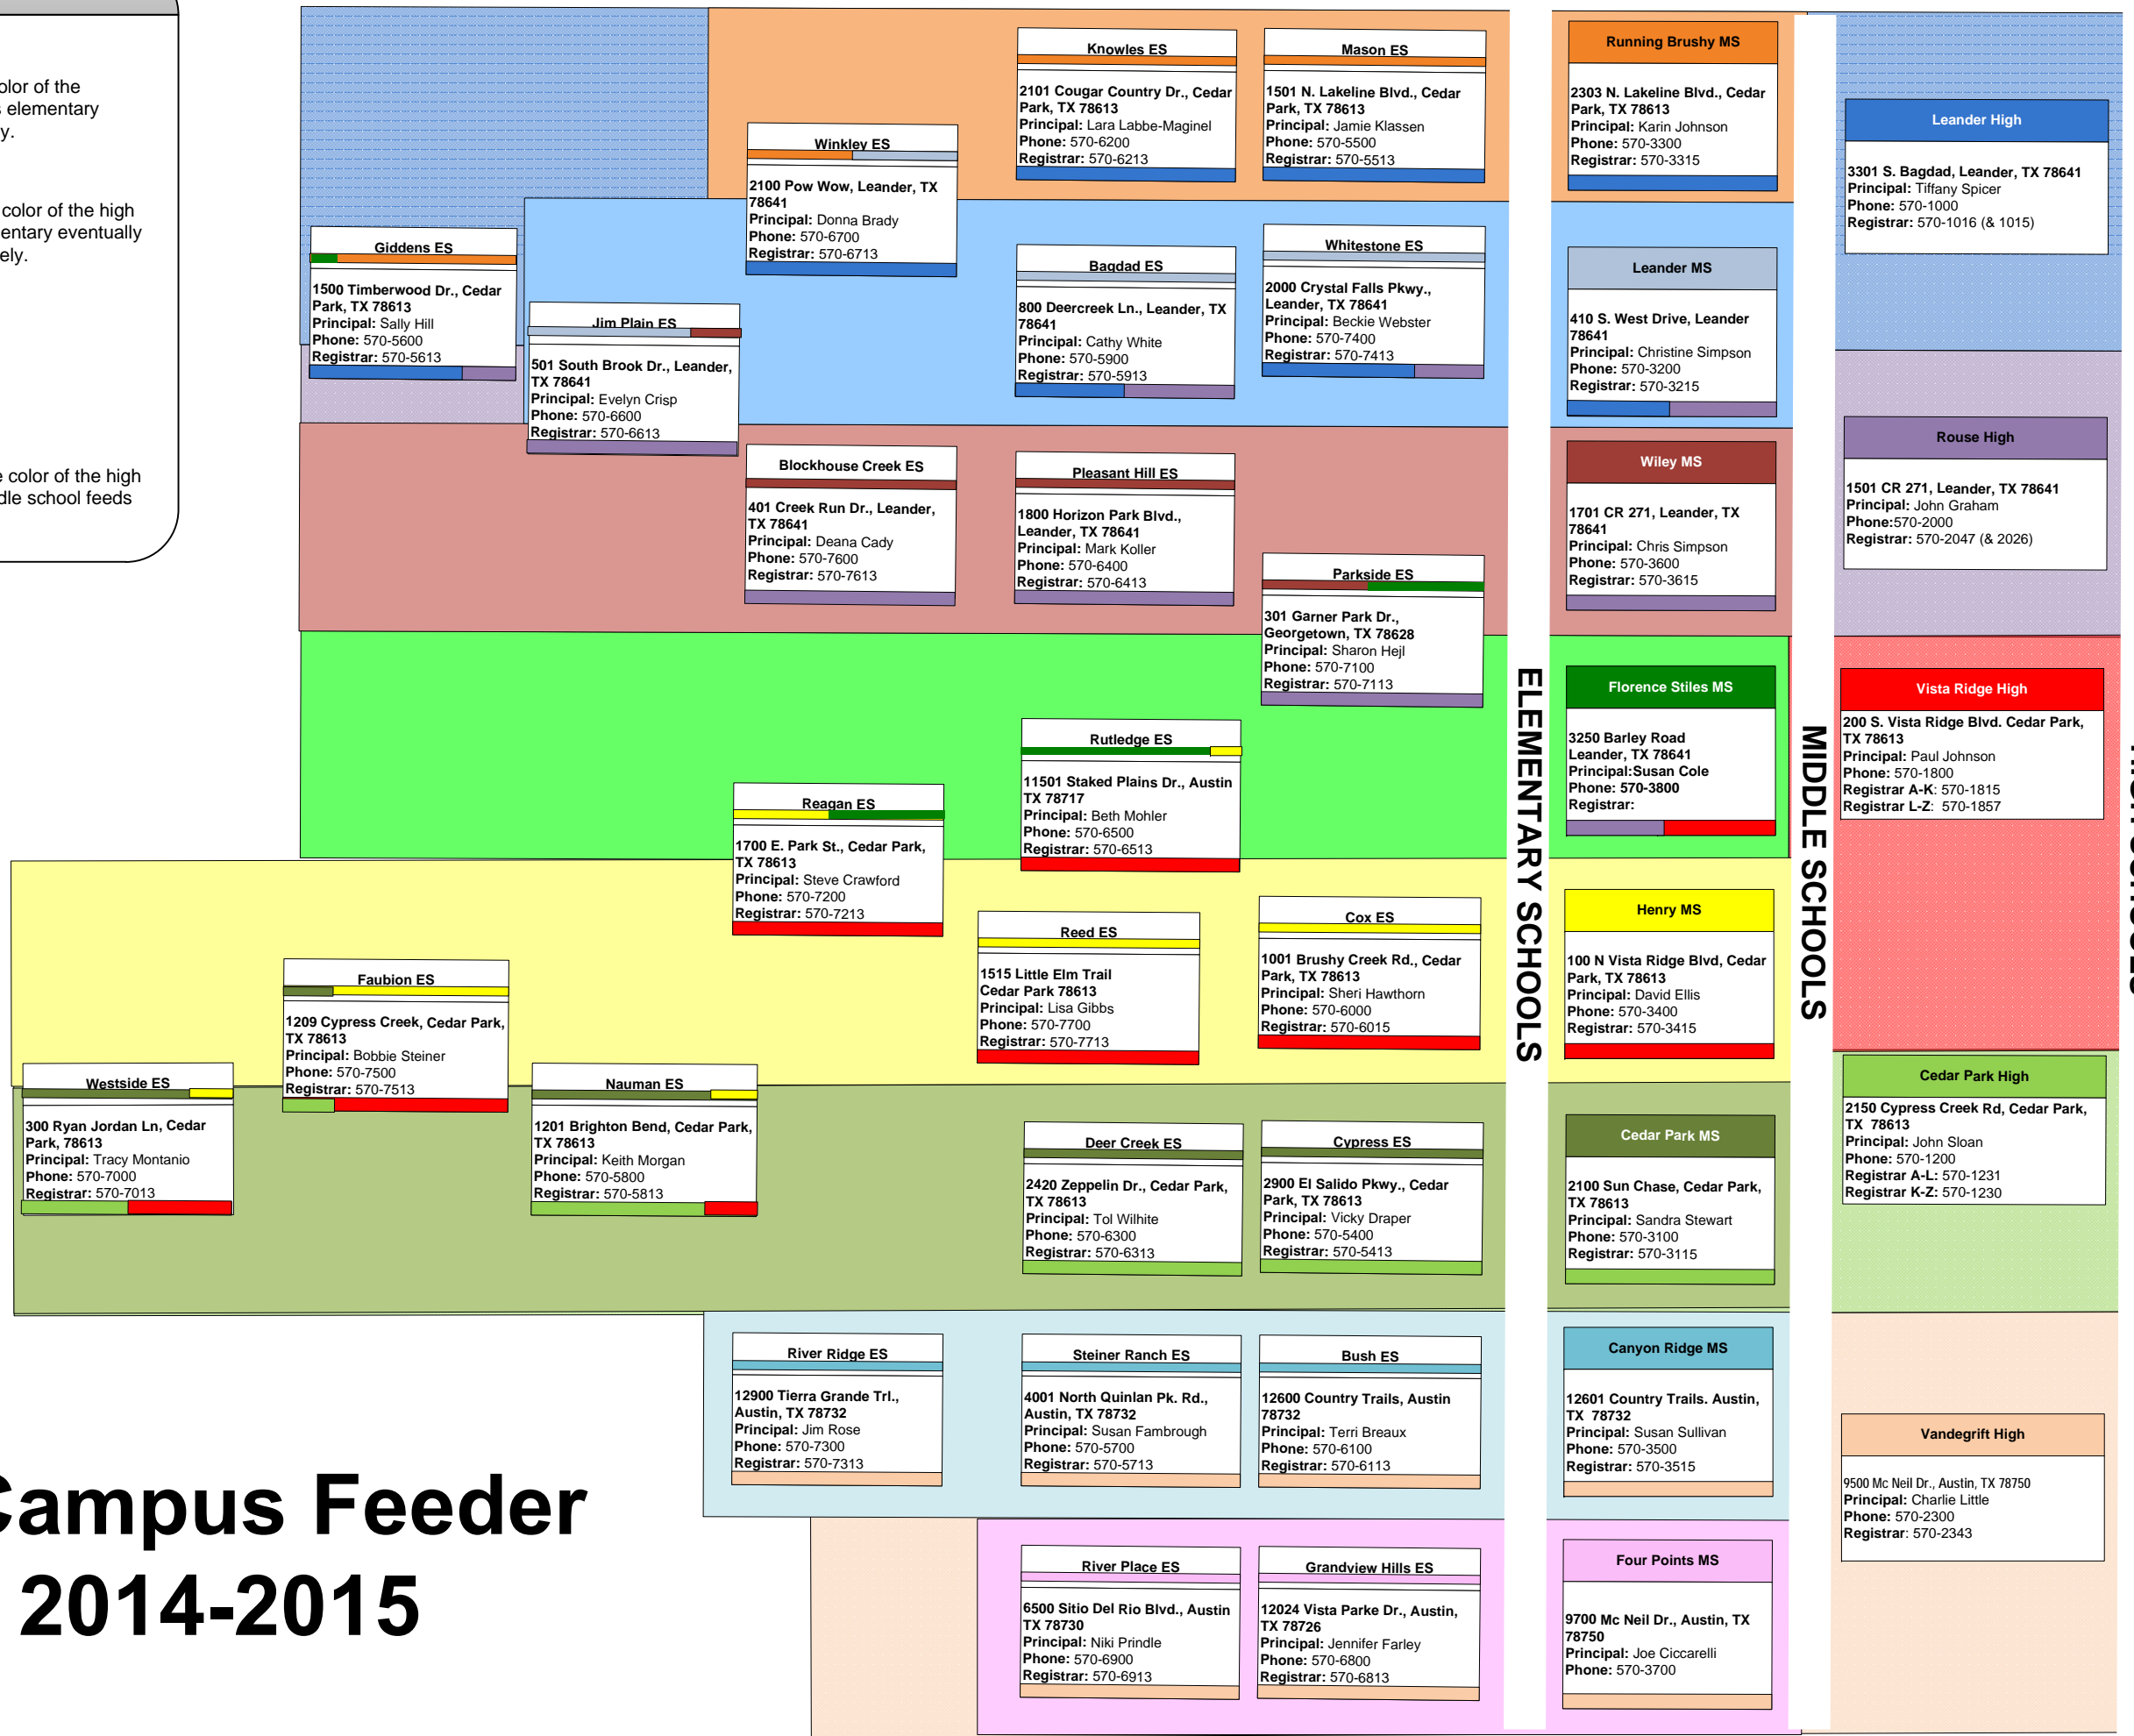 olor of the
s elementary
y.
color of the high
entary eventually
ely.
e color of the high
dle school feeds
Knowles ES
2101 Cougar Country Dr., Cedar
Park, TX 78613
Principal: Lara Labbe-Maginel
Phone: 570-6200
Registrar: 570-6213
Mason ES
1501 N. Lakeline Blvd., Cedar
Park, TX 78613
Principal: Jamie Klassen
Phone: 570-5500
Registrar: 570-5513
Running Brushy MS
2303 N. Lakeline Blvd., Cedar
Park, TX 78613
Principal: Karin Johnson
Phone: 570-3300
Registrar: 570-3315
Leander High
3301 S. Bagdad, Leander, TX 78641
Principal: Tiffany Spicer
Phone: 570-1000
Registrar: 570-1016 (& 1015)
Winkley ES
2100 Pow Wow, Leander, TX
78641
Principal: Donna Brady
Phone: 570-6700
Registrar: 570-6713
Giddens ES
1500 Timberwood Dr., Cedar
Park, TX 78613
Principal: Sally Hill
Phone: 570-5600
Registrar: 570-5613
Jim Plain ES
501 South Brook Dr., Leander,
TX 78641
Principal: Evelyn Crisp
Phone: 570-6600
Registrar: 570-6613
Bagdad ES
800 Deercreek Ln., Leander, TX
78641
Principal: Cathy White
Phone: 570-5900
Registrar: 570-5913
Whitestone ES
2000 Crystal Falls Pkwy.,
Leander, TX 78641
Principal: Beckie Webster
Phone: 570-7400
Registrar: 570-7413
Leander MS
410 S. West Drive, Leander
78641
Principal: Christine Simpson
Phone: 570-3200
Registrar: 570-3215
Rouse High
1501 CR 271, Leander, TX 78641
Principal: John Graham
Phone:570-2000
Registrar: 570-2047 (& 2026)
Blockhouse Creek ES
401 Creek Run Dr., Leander,
TX 78641
Principal: Deana Cady
Phone: 570-7600
Registrar: 570-7613
Pleasant Hill ES
1800 Horizon Park Blvd.,
Leander, TX 78641
Principal: Mark Koller
Phone: 570-6400
Registrar: 570-6413
Parkside ES
301 Garner Park Dr.,
Georgetown, TX 78628
Principal: Sharon Hejl
Phone: 570-7100
Registrar: 570-7113
Wiley MS
1701 CR 271, Leander, TX
78641
Principal: Chris Simpson
Phone: 570-3600
Registrar: 570-3615
Florence Stiles MS
3250 Barley Road
Leander, TX 78641
Principal:Susan Cole
Phone: 570-3800
Registrar:
Vista Ridge High
200 S. Vista Ridge Blvd. Cedar Park,
TX 78613
Principal: Paul Johnson
Phone: 570-1800
Registrar A-K: 570-1815
Registrar L-Z: 570-1857
Rutledge ES
11501 Staked Plains Dr., Austin
TX 78717
Principal: Beth Mohler
Phone: 570-6500
Registrar: 570-6513
Reagan ES
1700 E. Park St., Cedar Park,
TX 78613
Principal: Steve Crawford
Phone: 570-7200
Registrar: 570-7213
ELEMENTARY SCHOOLS
MIDDLE SCHOOLS
Reed ES
1515 Little Elm Trail
Cedar Park 78613
Principal: Lisa Gibbs
Phone: 570-7700
Registrar: 570-7713
Cox ES
1001 Brushy Creek Rd., Cedar
Park, TX 78613
Principal: Sheri Hawthorn
Phone: 570-6000
Registrar: 570-6015
Henry MS
100 N Vista Ridge Blvd, Cedar
Park, TX 78613
Principal: David Ellis
Phone: 570-3400
Registrar: 570-3415
Faubion ES
1209 Cypress Creek, Cedar Park,
TX 78613
Principal: Bobbie Steiner
Phone: 570-7500
Registrar: 570-7513
Westside ES
300 Ryan Jordan Ln, Cedar
Park, 78613
Principal: Tracy Montanio
Phone: 570-7000
Registrar: 570-7013
Nauman ES
1201 Brighton Bend, Cedar Park,
TX 78613
Principal: Keith Morgan
Phone: 570-5800
Registrar: 570-5813
Deer Creek ES
2420 Zeppelin Dr., Cedar Park,
TX 78613
Principal: Tol Wilhite
Phone: 570-6300
Registrar: 570-6313
Cypress ES
2900 El Salido Pkwy., Cedar
Park, TX 78613
Principal: Vicky Draper
Phone: 570-5400
Registrar: 570-5413
Cedar Park MS
2100 Sun Chase, Cedar Park,
TX 78613
Principal: Sandra Stewart
Phone: 570-3100
Registrar: 570-3115
Cedar Park High
2150 Cypress Creek Rd, Cedar Park,
TX 78613
Principal: John Sloan
Phone: 570-1200
Registrar A-L: 570-1231
Registrar K-Z: 570-1230
River Ridge ES
12900 Tierra Grande Trl.,
Austin, TX 78732
Principal: Jim Rose
Phone: 570-7300
Registrar: 570-7313
Steiner Ranch ES
4001 North Quinlan Pk. Rd.,
Austin, TX 78732
Principal: Susan Fambrough
Phone: 570-5700
Registrar: 570-5713
Bush ES
12600 Country Trails, Austin
78732
Principal: Terri Breaux
Phone: 570-6100
Registrar: 570-6113
Canyon Ridge MS
12601 Country Trails. Austin,
TX 78732
Principal: Susan Sullivan
Phone: 570-3500
Registrar: 570-3515
Vandegrift High
9500 Mc Neil Dr., Austin, TX 78750
Principal: Charlie Little
Phone: 570-2300
Registrar: 570-2343
River Place ES
6500 Sitio Del Rio Blvd., Austin
TX 78730
Principal: Niki Prindle
Phone: 570-6900
Registrar: 570-6913
Grandview Hills ES
12024 Vista Parke Dr., Austin,
TX 78726
Principal: Jennifer Farley
Phone: 570-6800
Registrar: 570-6813
Four Points MS
9700 Mc Neil Dr., Austin, TX
78750
Principal: Joe Ciccarelli
Phone: 570-3700
Campus Feeder
2014-2015